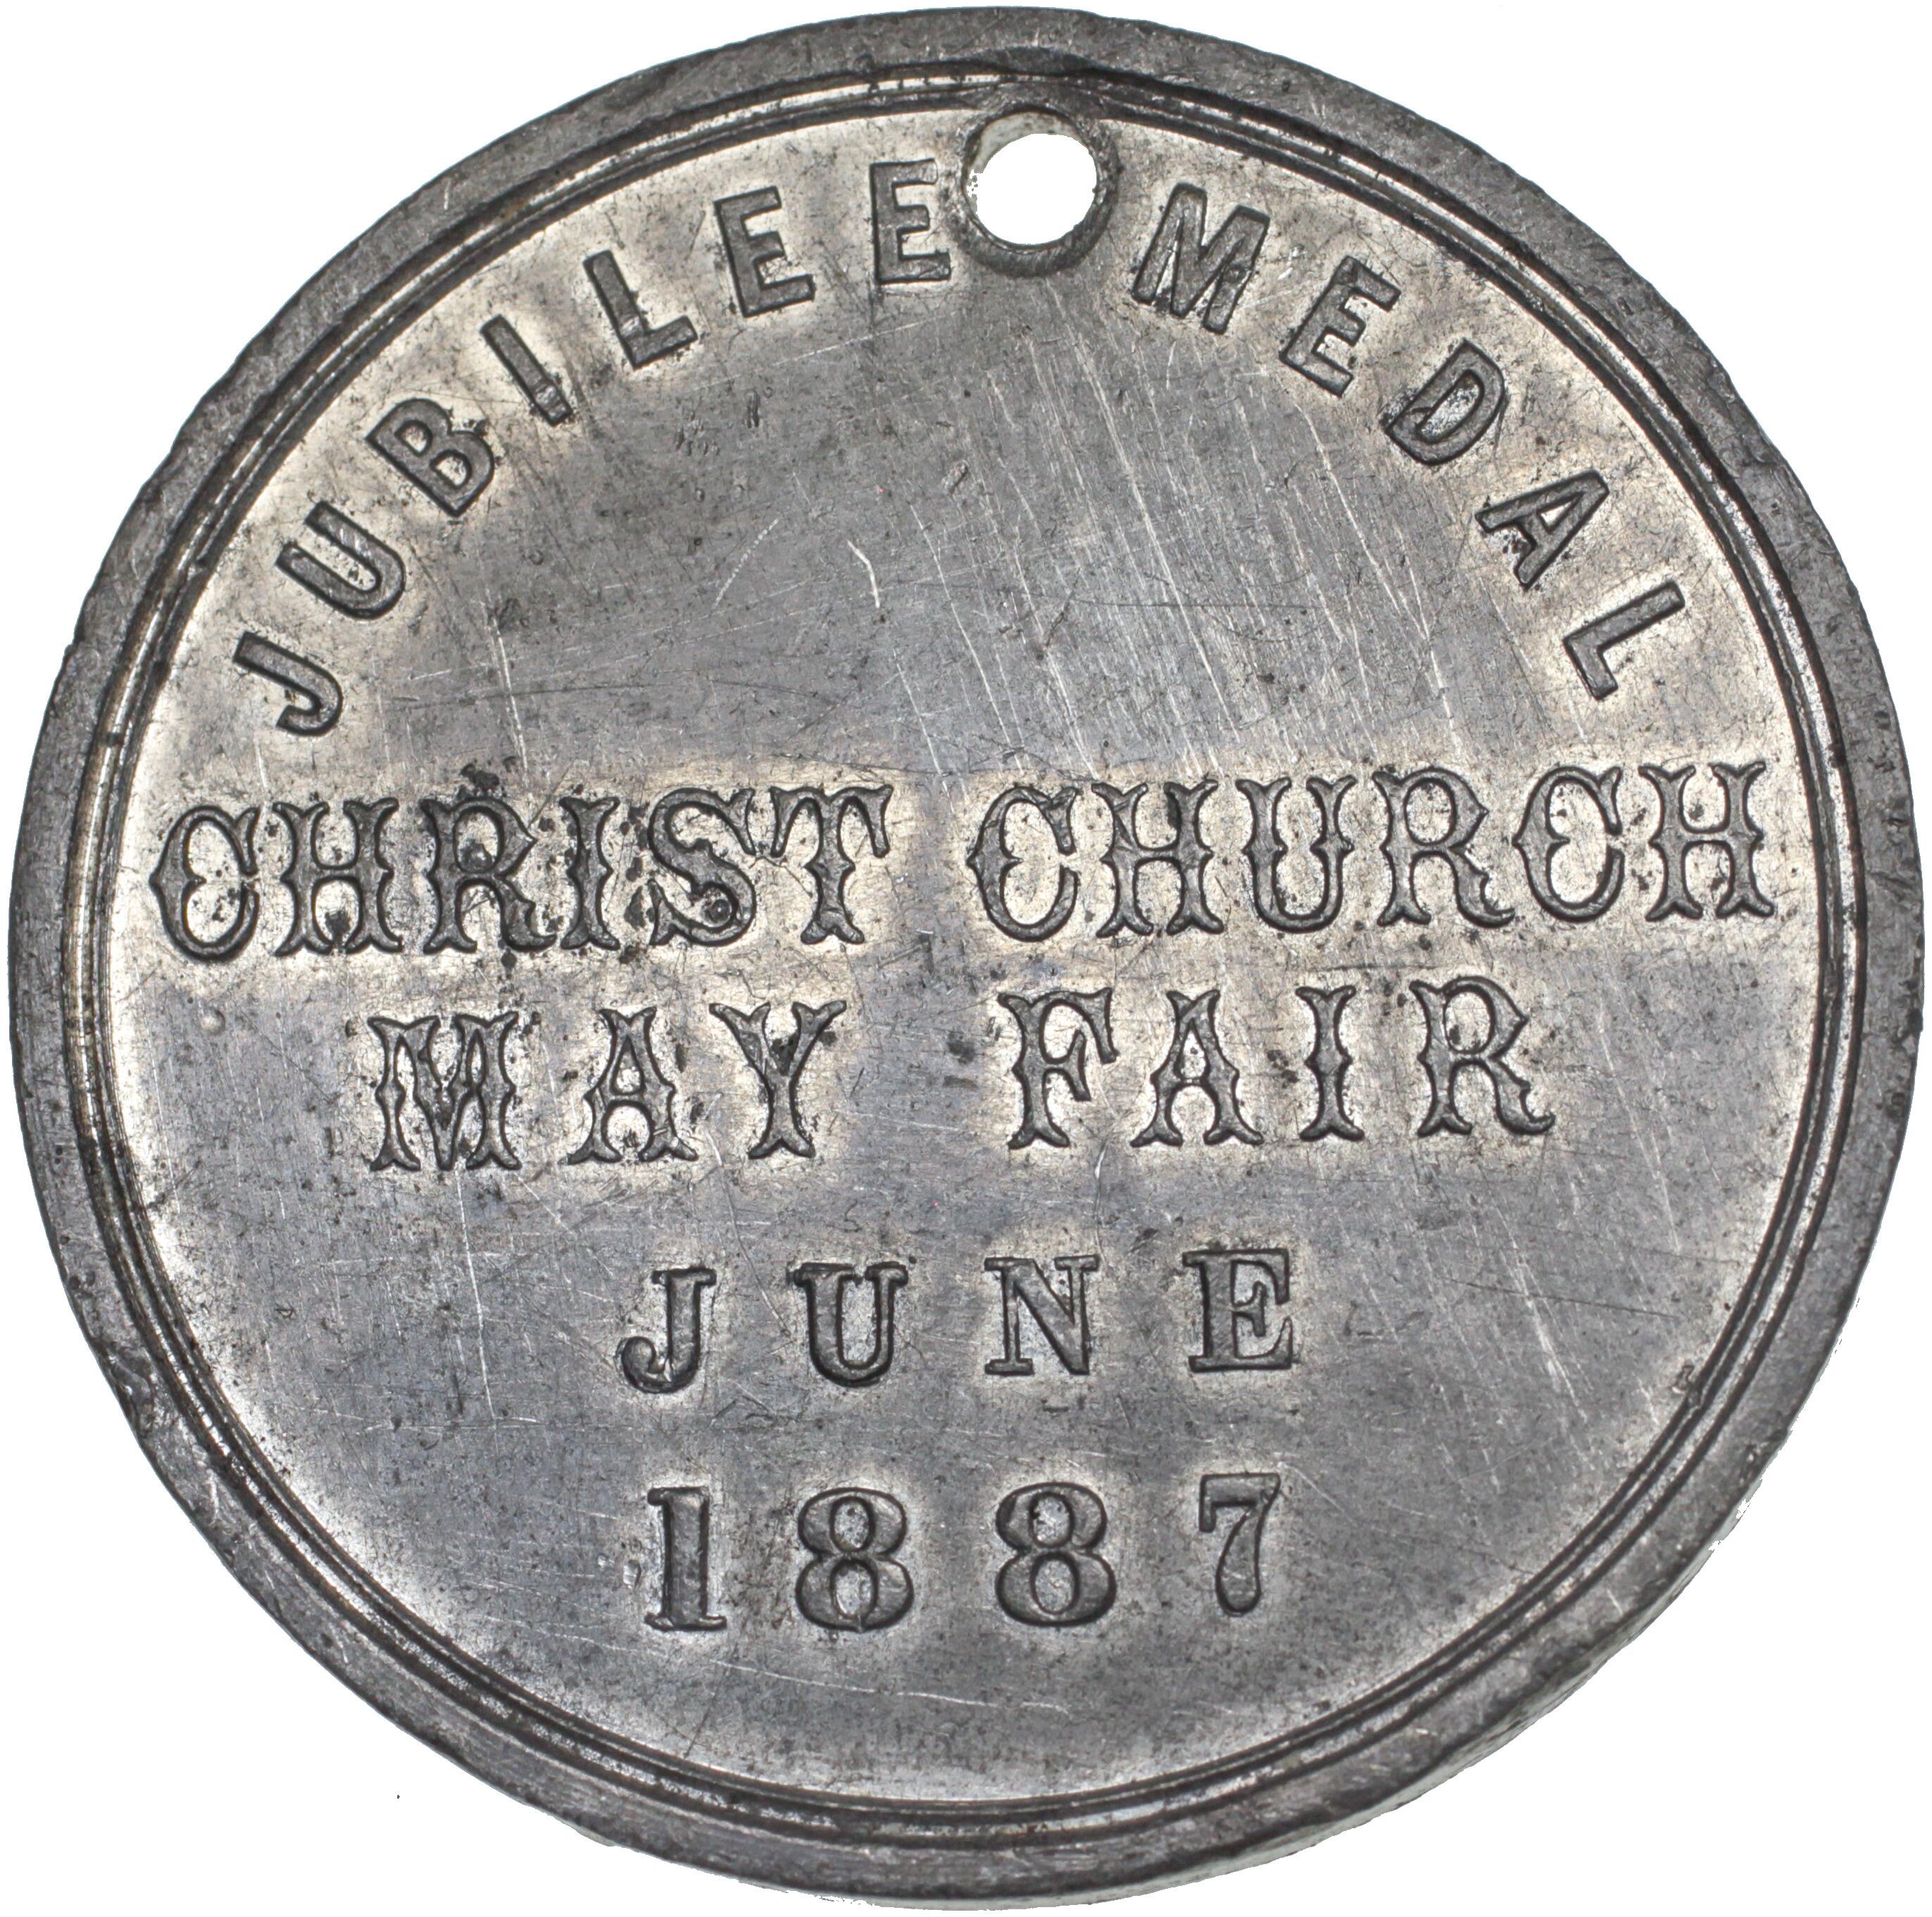 JUBILEE MEDAL
CHRIST CHURCH
MAY FAIR
JUNE
1887